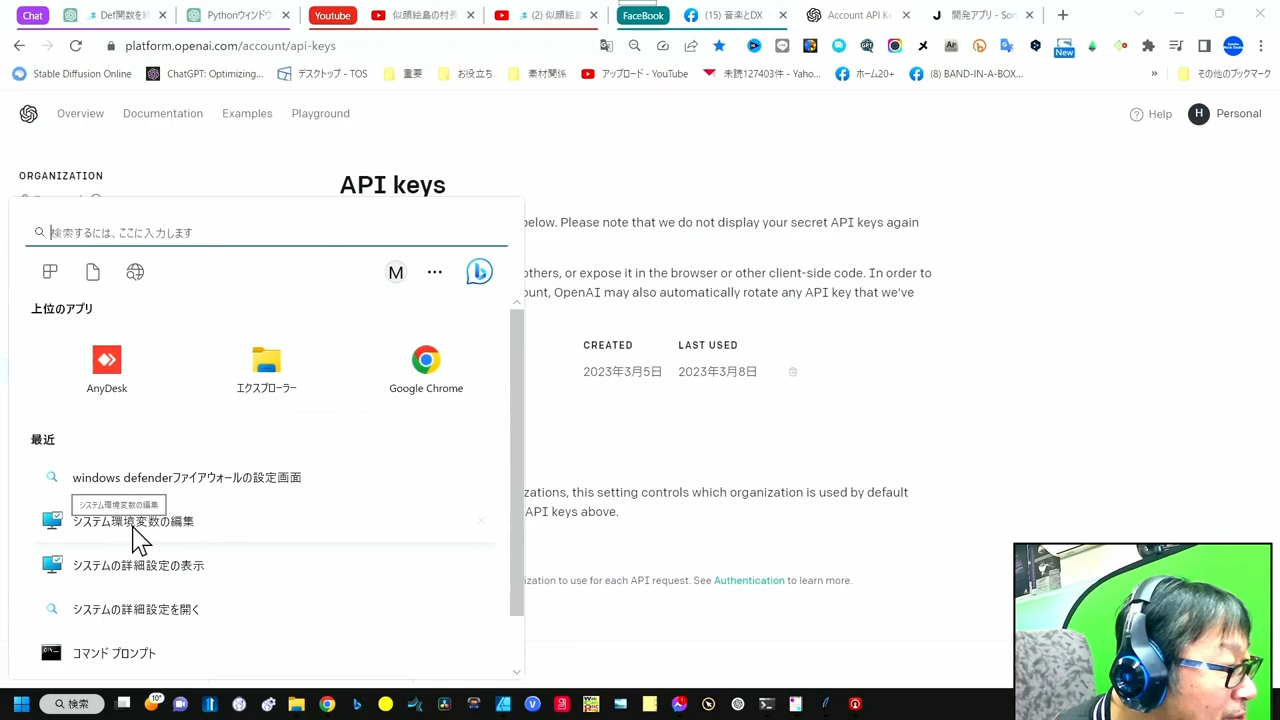 Chat
Def関数を終
Pythonウィンドウ
Youtube
似顔絵島の村長
(2) 似顔絵
FaceBook
(15) 音楽とDX
Account API Ke
開発アプリ - Son
platform.openai.com/account/api-keys
New
Stable Diffusion Online
ChatGPT: Optimizing...
デスクトップ - TOS
重要
お役立ち
素材関係
アップロード - YouTube
未読127403件 - Yaho...
ホーム20+
(8) BAND-IN-A-BOX...
»
その他のブックマーク
Overview
Documentation
Examples
Playground
Help
H
Personal
ORGANIZATION
API keys
below. Please note that we do not display your secret API keys again
others, or expose it in the browser or other client-side code. In order to
ount, OpenAI may also automatically rotate any API key that we've
CREATED
LAST USED
2023年3月5日
2023年3月8日
zations, this setting controls which organization is used by default
API keys above.
ization to use for each API request. See Authentication to learn more.
検索するには、ここに入力します
M
上位のアプリ
AnyDesk
エクスプローラー
Google Chrome
最近
windows defenderファイアウォールの設定画面
システム環境変数の編集
システム環境変数の編集
システムの詳細設定の表示
システムの詳細設定を開く
コマンド プロンプト
検索
10°